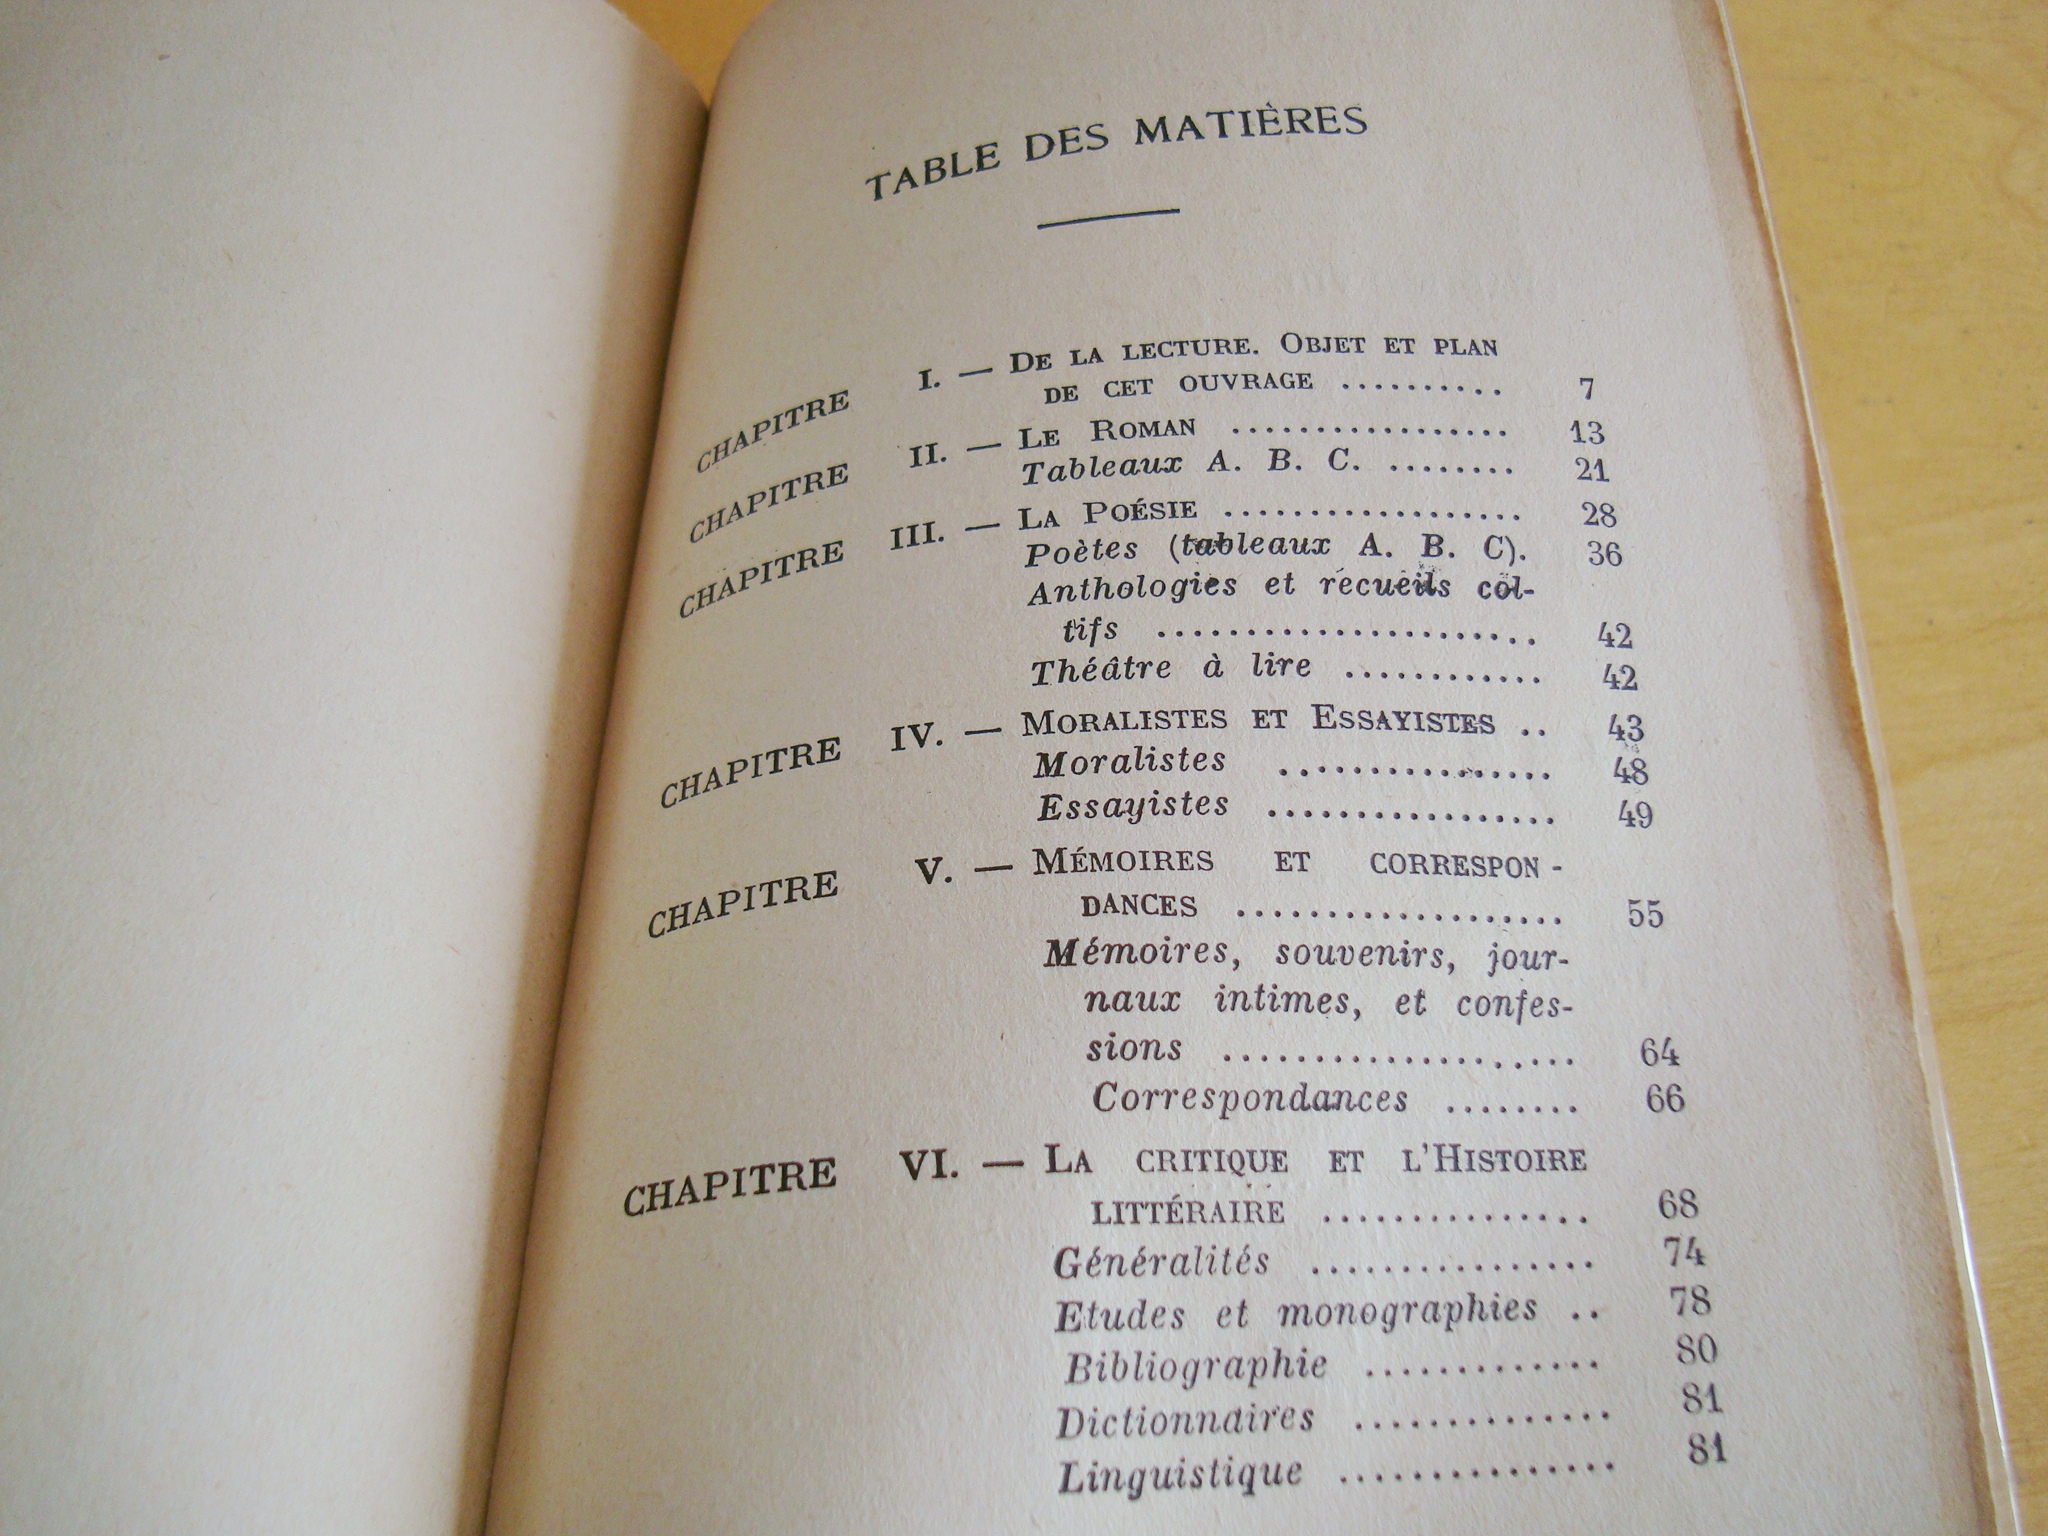 TABLE DES MATIÈRES
CHAPITRE I. — DE LA LECTURE. OBJET ET PLAN
DE CET OUVRAGE .......... 7
CHAPITRE II. — LE ROMAN ................. 13
Tableaux A. B. C. ........ 21
CHAPITRE III. — LA POÉSIE .................. 28
Poètes (tableaux A. B. C). 36
Anthologies et recueils col-
tifs ...................... 42
Théâtre à lire ............ 42
CHAPITRE IV. — MORALISTES ET ESSAYISTES .. 43
Moralistes ................ 48
Essayistes ................. 49
CHAPITRE V. — MÉMOIRES ET CORRESPON-
DANCES ................... 55
Mémoires, souvenirs, jour-
naux intimes, et confes-
sions .................... 64
Correspondances ........ 66
CHAPITRE VI. — LA CRITIQUE ET L'HISTOIRE
LITTÉRAIRE ............... 68
Généralités ................ 74
Etudes et monographies .. 78
Bibliographie ............. 80
Dictionnaires .............. 81
Linguistique ............... 81